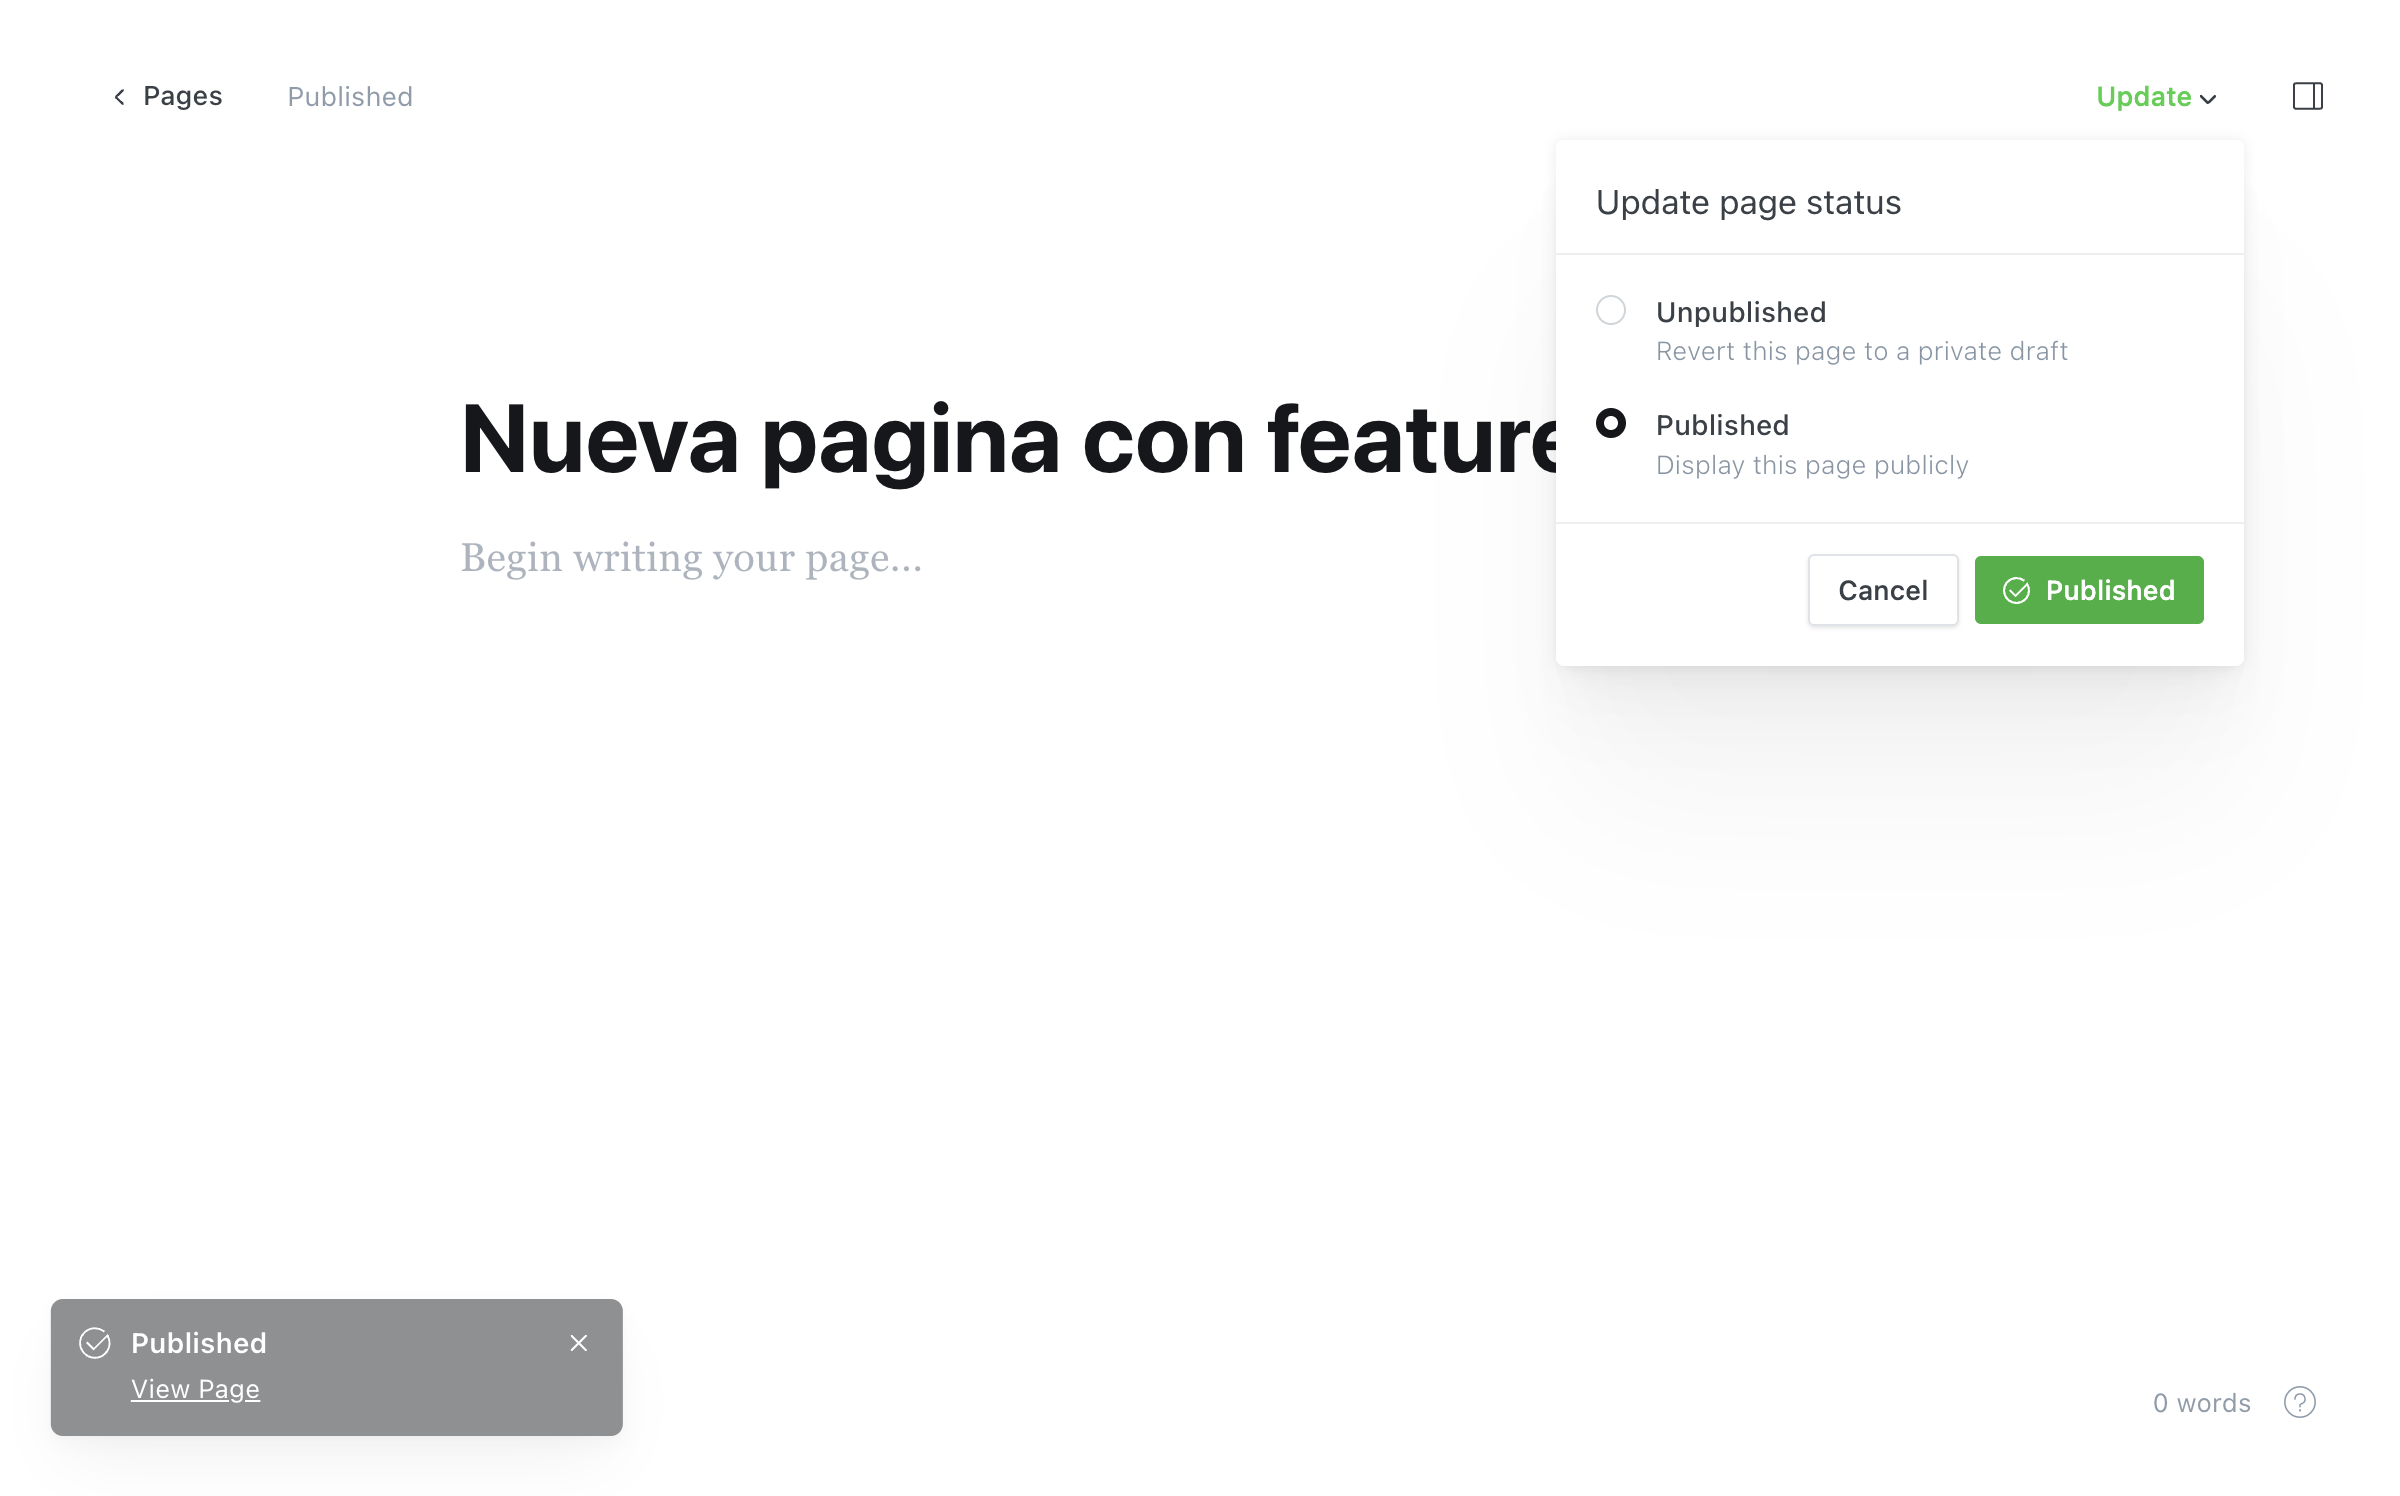 Pages
Published
Update
Update page status
Unpublished
Revert this page to a private draft
Published
Display this page publicly
Cancel
Published
Nueva pagina con feature
Begin writing your page...
Published
View Page
0 words
?